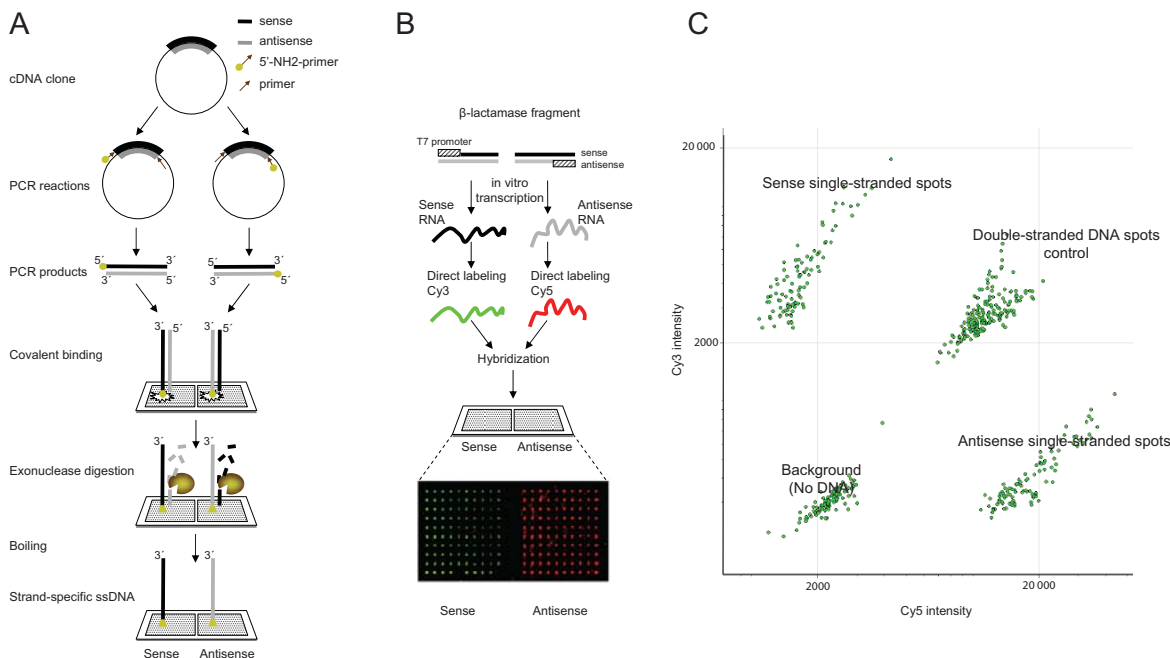 A
sense
antisense
5´-NH2-primer
primer
cDNA clone
PCR reactions
PCR products
5´ 3´
3´ 5´
5´ 3´
3´ 5´
Covalent binding
3´ 5´
3´ 5´
Exonuclease digestion
3´ 3´
Boiling
Strand-specific ssDNA
3´ 3´
Sense Antisense
B
β-lactamase fragment
T7 promoter
sense
antisense
in vitro
transcription
Sense
RNA
Antisense
RNA
Direct labeling
Cy3
Direct labeling
Cy5
Hybridization
Sense Antisense
Sense Antisense
C
20 000
Sense single-stranded spots
Double-stranded DNA spots
control
Cy3 intensity
2000
Antisense single-stranded spots
Background
(No DNA)
2000 20 000
Cy5 intensity